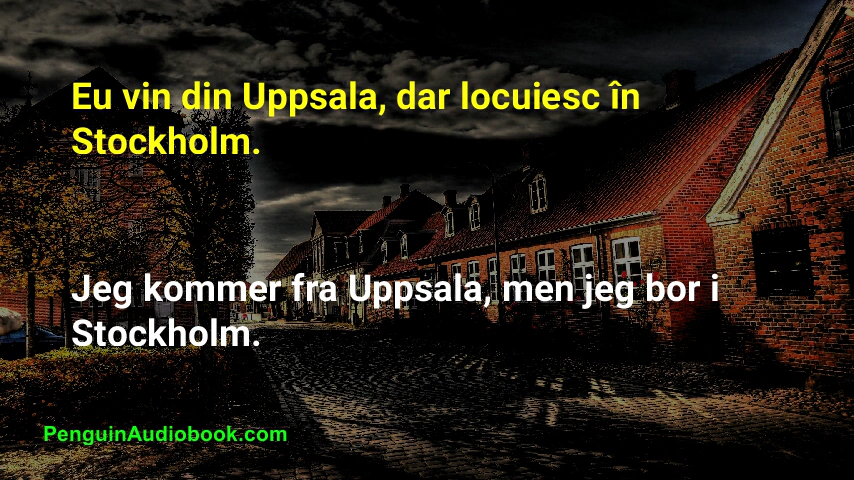 Eu vin din Uppsala, dar locuiesc în
Stockholm.
Jeg kommer fra Uppsala, men jeg bor i
Stockholm.
PenguinAudiobook.com